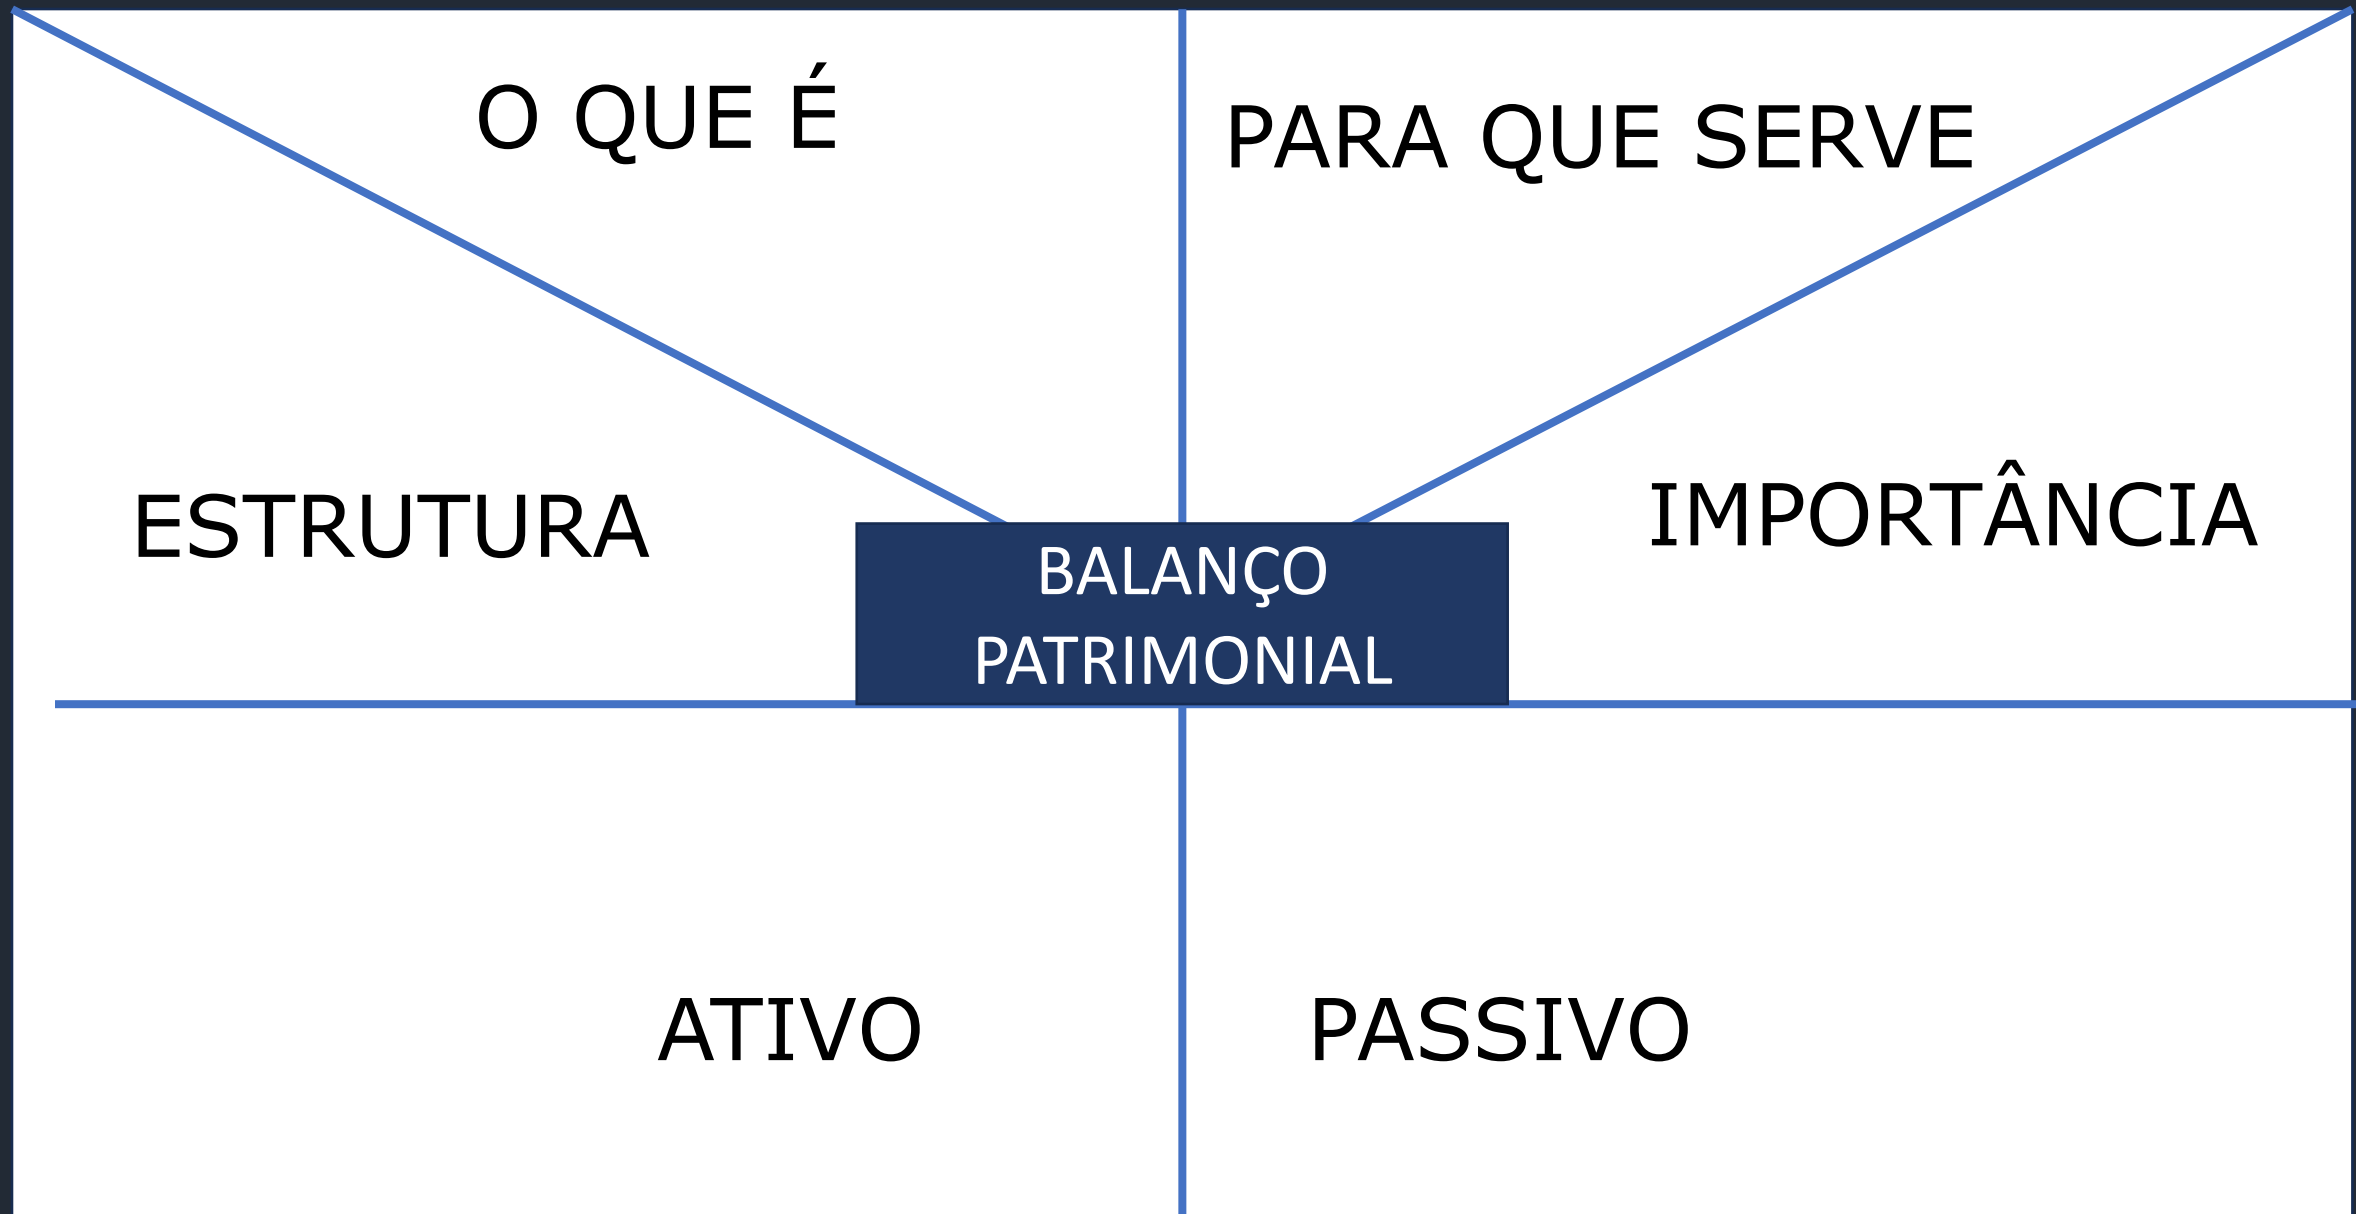 O QUE É
PARA QUE SERVE
ESTRUTURA
IMPORTÂNCIA
BALANÇO
PATRIMONIAL
ATIVO
PASSIVO